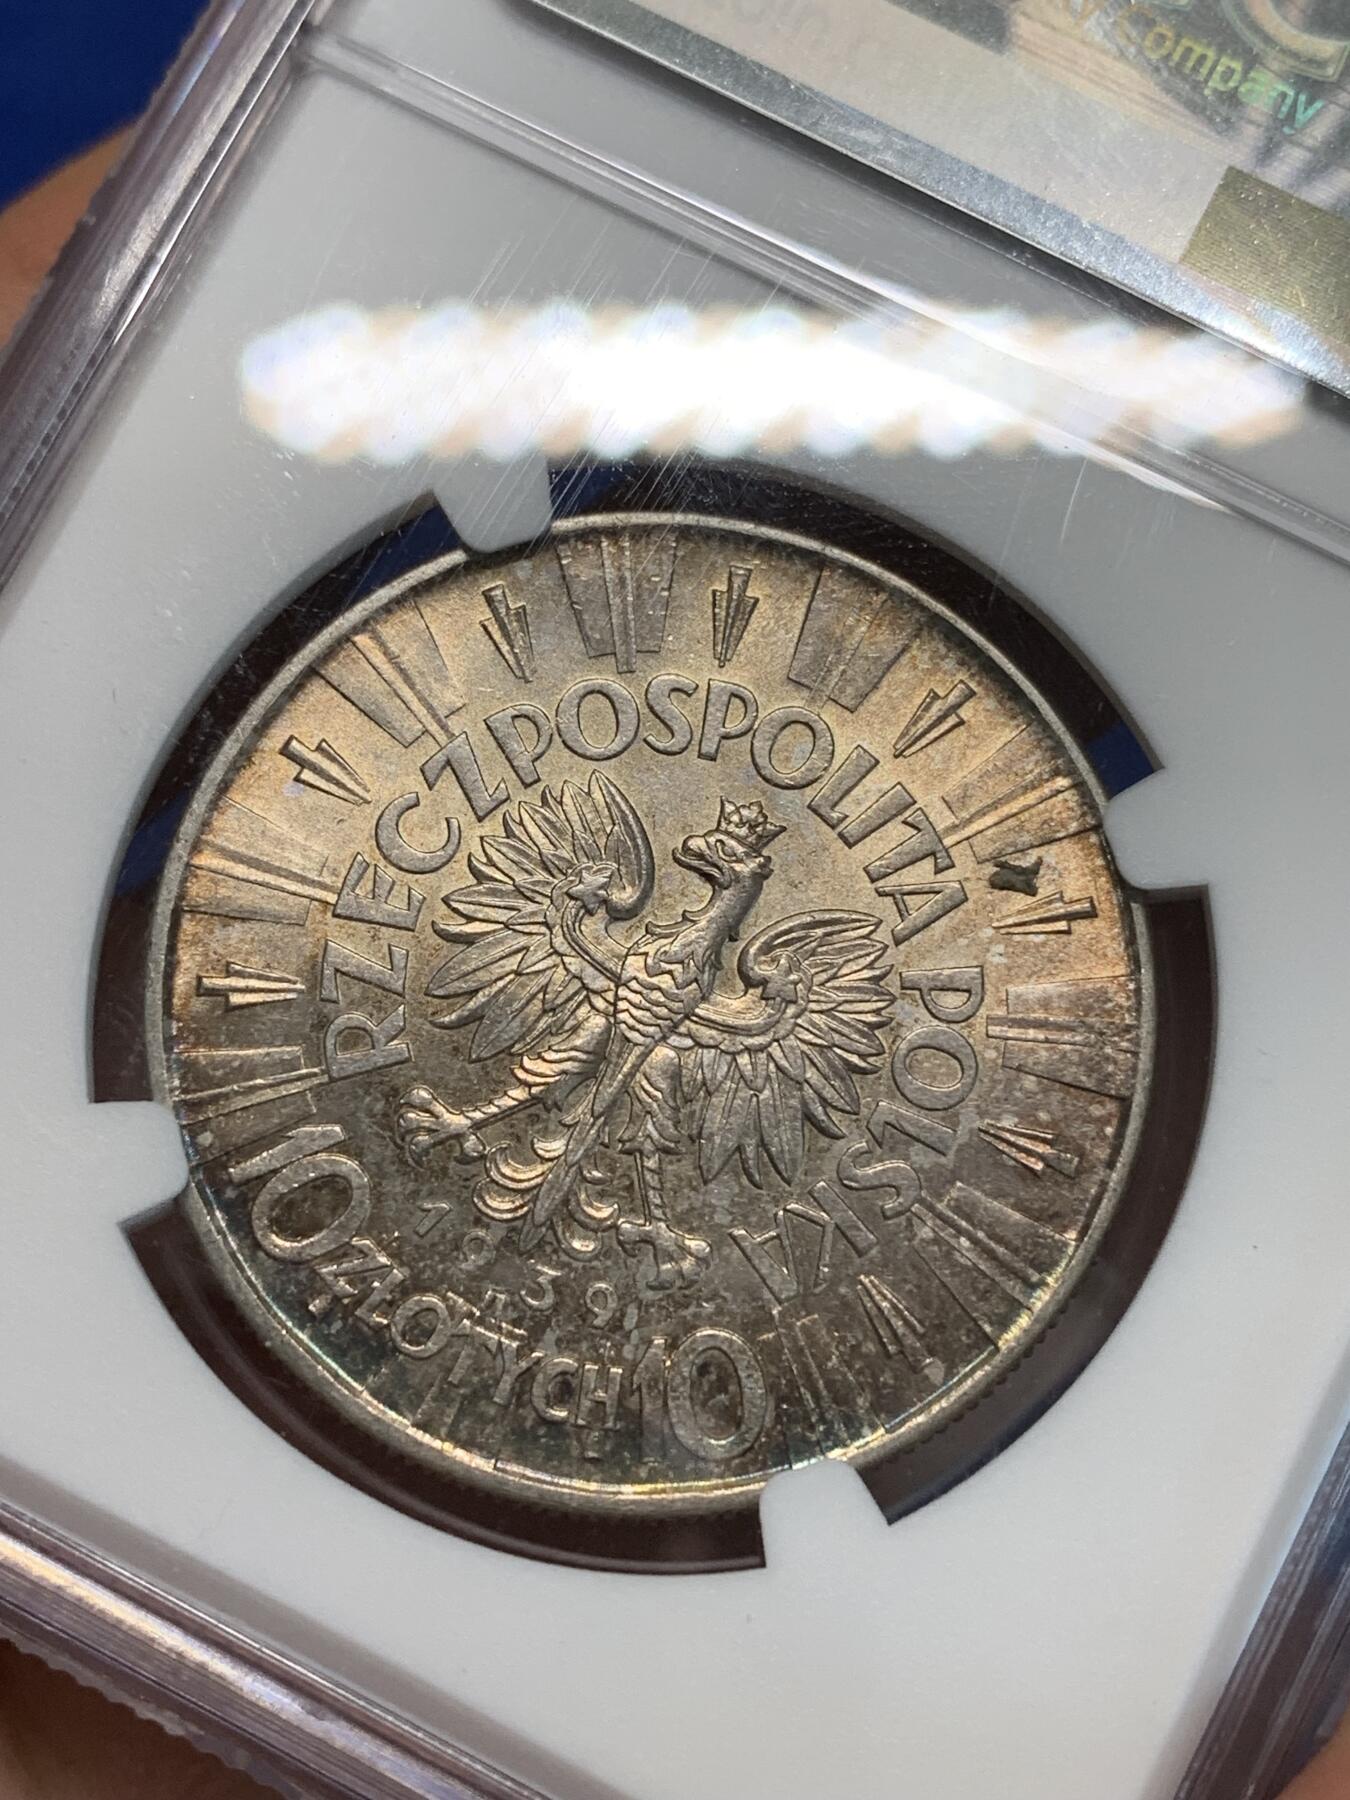 Company
RZECZPOSPOLITA POLSKA
1939
10 ZŁOTYCH 10